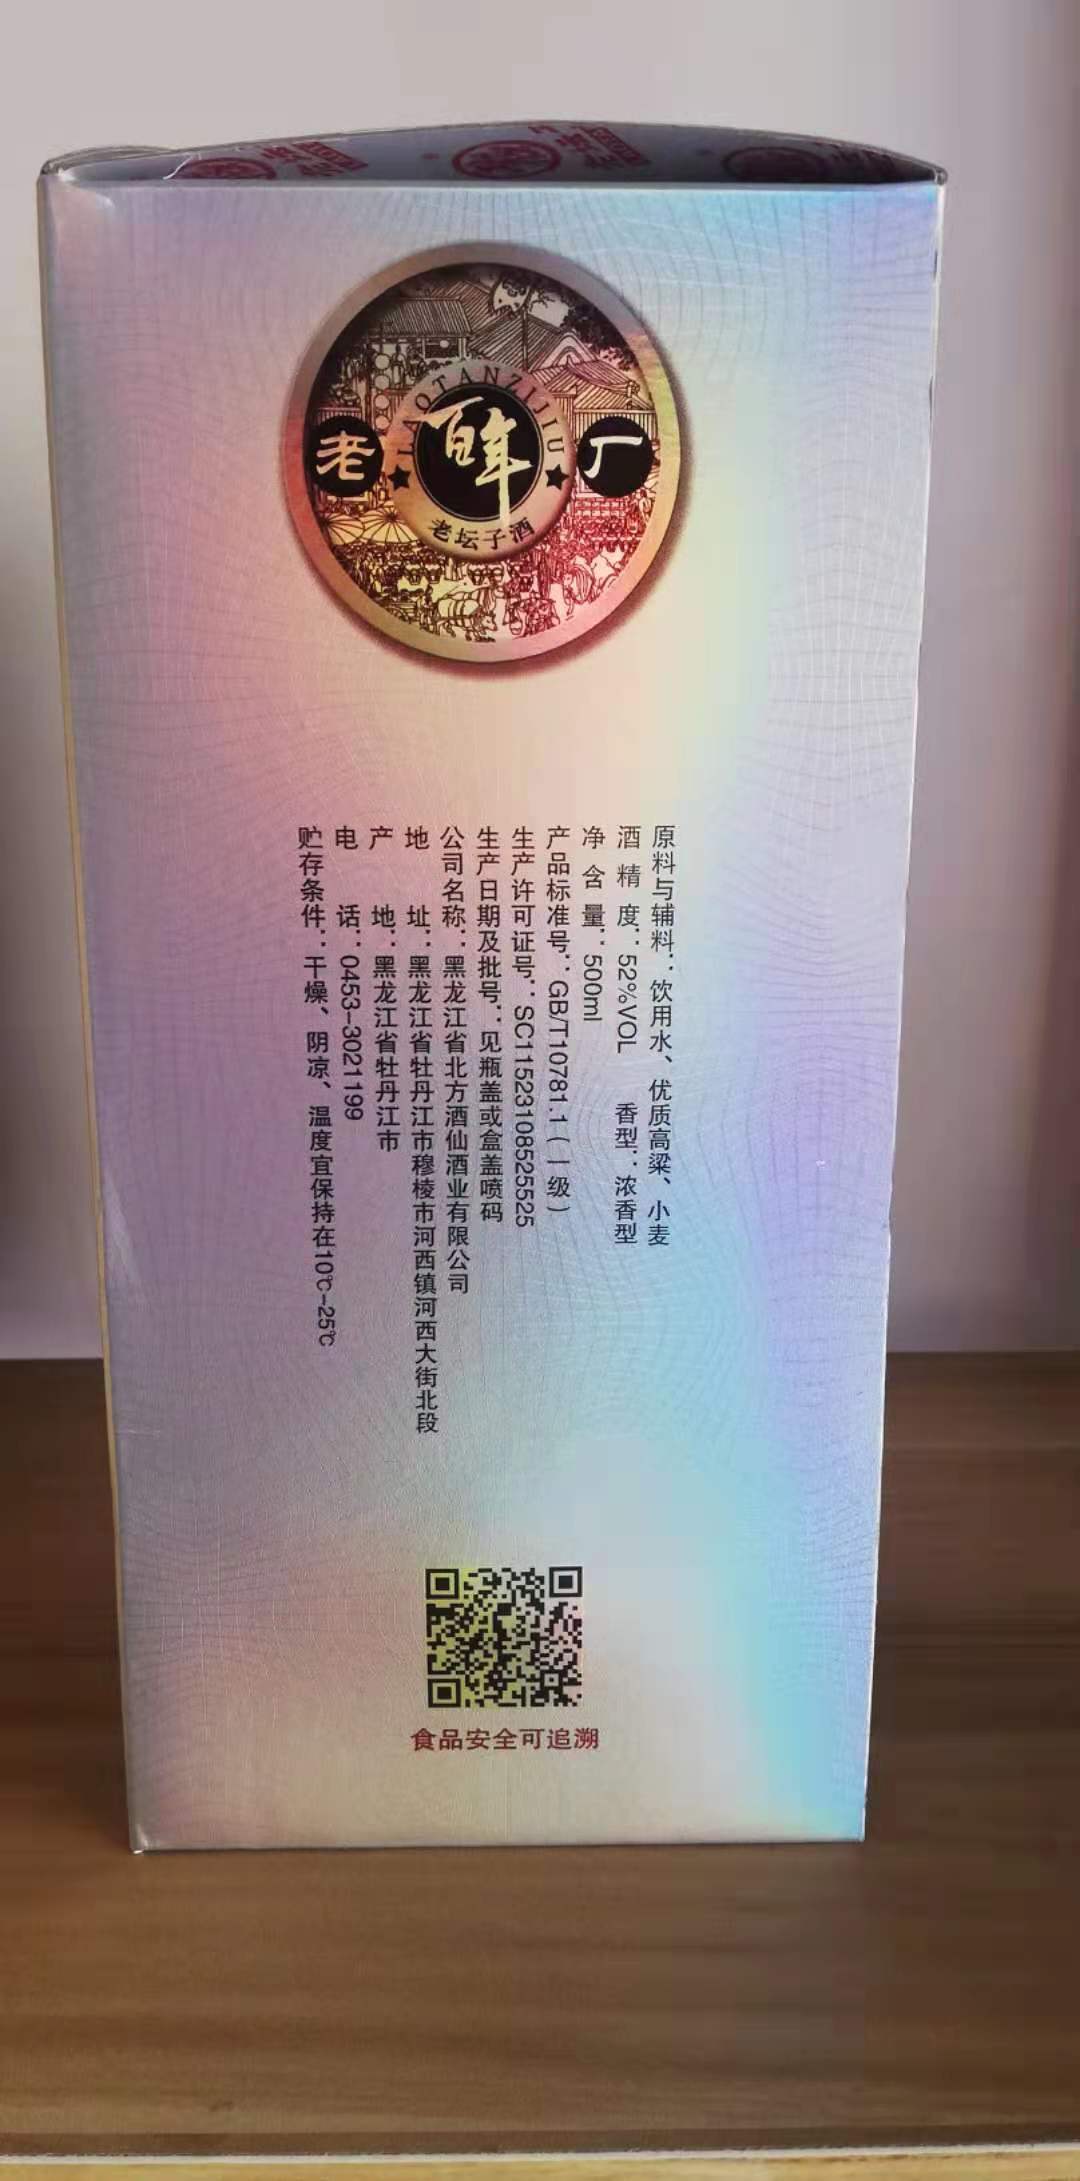 LAOTANZIJIU
老
百年
厂
老坛子酒
原料与辅料：饮用水、优质高粱、小麦
酒精度：52%VOL 香型：浓香型
净含量：500ml
产品标准号：GB/T10781.1（一级）
生产许可证号：SC11523108525525
生产日期及批号：见瓶盖或盒盖喷码
公司名称：黑龙江省北方酒仙酒业有限公司
地址：黑龙江省牡丹江市穆棱市河西镇河西大街北段
产地：黑龙江省牡丹江市
电话：0453-3021199
贮存条件：干燥、阴凉、温度宜保持在10℃-25℃
食品安全可追溯